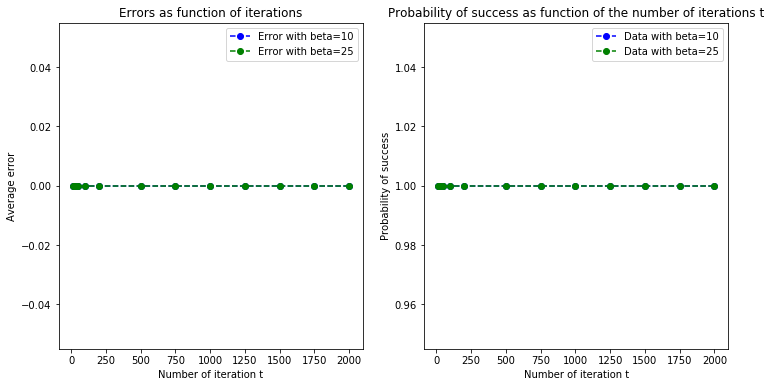 Errors as function of iterations
Error with beta=10
Error with beta=25
0.04
0.02
0.00
−0.02
−0.04
Average error
0 250 500 750 1000 1250 1500 1750 2000
Number of iteration t
Probability of success as function of the number of iterations t
Data with beta=10
Data with beta=25
1.04
1.02
1.00
0.98
0.96
Probability of success
0 250 500 750 1000 1250 1500 1750 2000
Number of iteration t